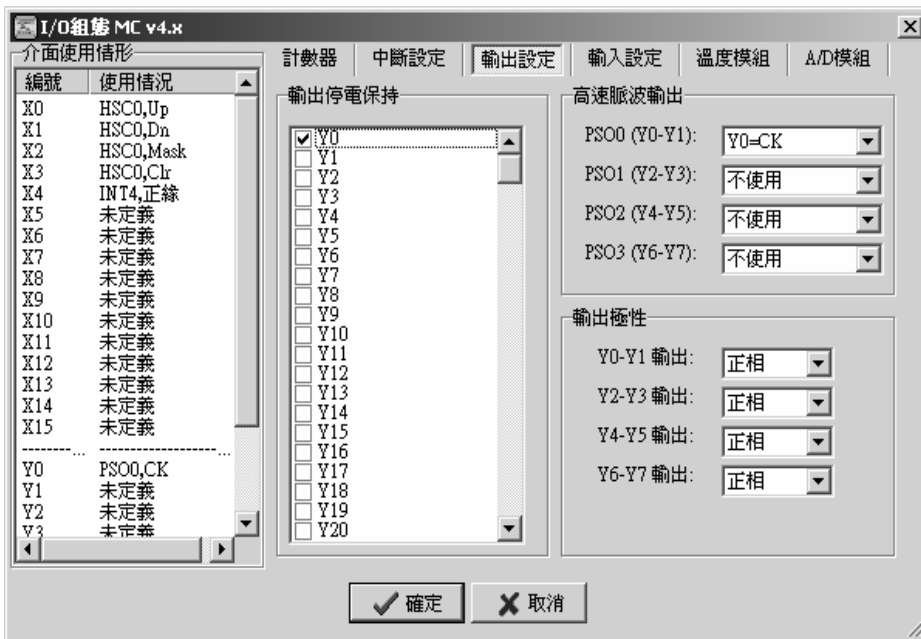 I/O組態 MC v4.x
介面使用情形
編號 使用情況
X0 HSC0,Up
X1 HSC0,Dn
X2 HSC0,Mask
X3 HSC0,Clr
X4 INT4,正緣
X5 未定義
X6 未定義
X7 未定義
X8 未定義
X9 未定義
X10 未定義
X11 未定義
X12 未定義
X13 未定義
X14 未定義
X15 未定義
--------... ------------------...
Y0 PSO0,CK
Y1 未定義
Y2 未定義
Y3 未定義
計數器 中斷設定 輸出設定 輸入設定 溫度模組 A/D模組
輸出停電保持
Y0
Y1
Y2
Y3
Y4
Y5
Y6
Y7
Y8
Y9
Y10
Y11
Y12
Y13
Y14
Y15
Y16
Y17
Y18
Y19
Y20
高速脈波輸出
PSO0 (Y0-Y1): Y0=CK
PSO1 (Y2-Y3): 不使用
PSO2 (Y4-Y5): 不使用
PSO3 (Y6-Y7): 不使用
輸出極性
Y0-Y1 輸出: 正相
Y2-Y3 輸出: 正相
Y4-Y5 輸出: 正相
Y6-Y7 輸出: 正相
確定 取消